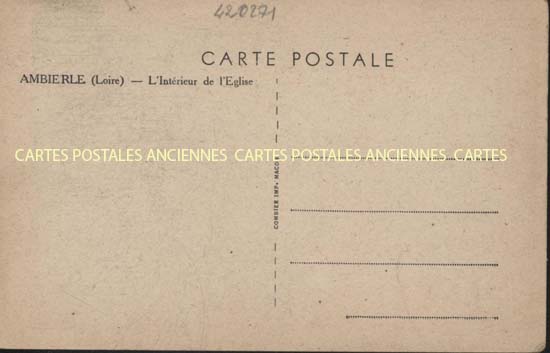 420271
CARTE POSTALE
AMBIERLE (Loire) — L'Intérieur de l'Eglise
CARTES POSTALES ANCIENNES CARTES POSTALES ANCIENNES CARTES
COMBIER IMP. MACON